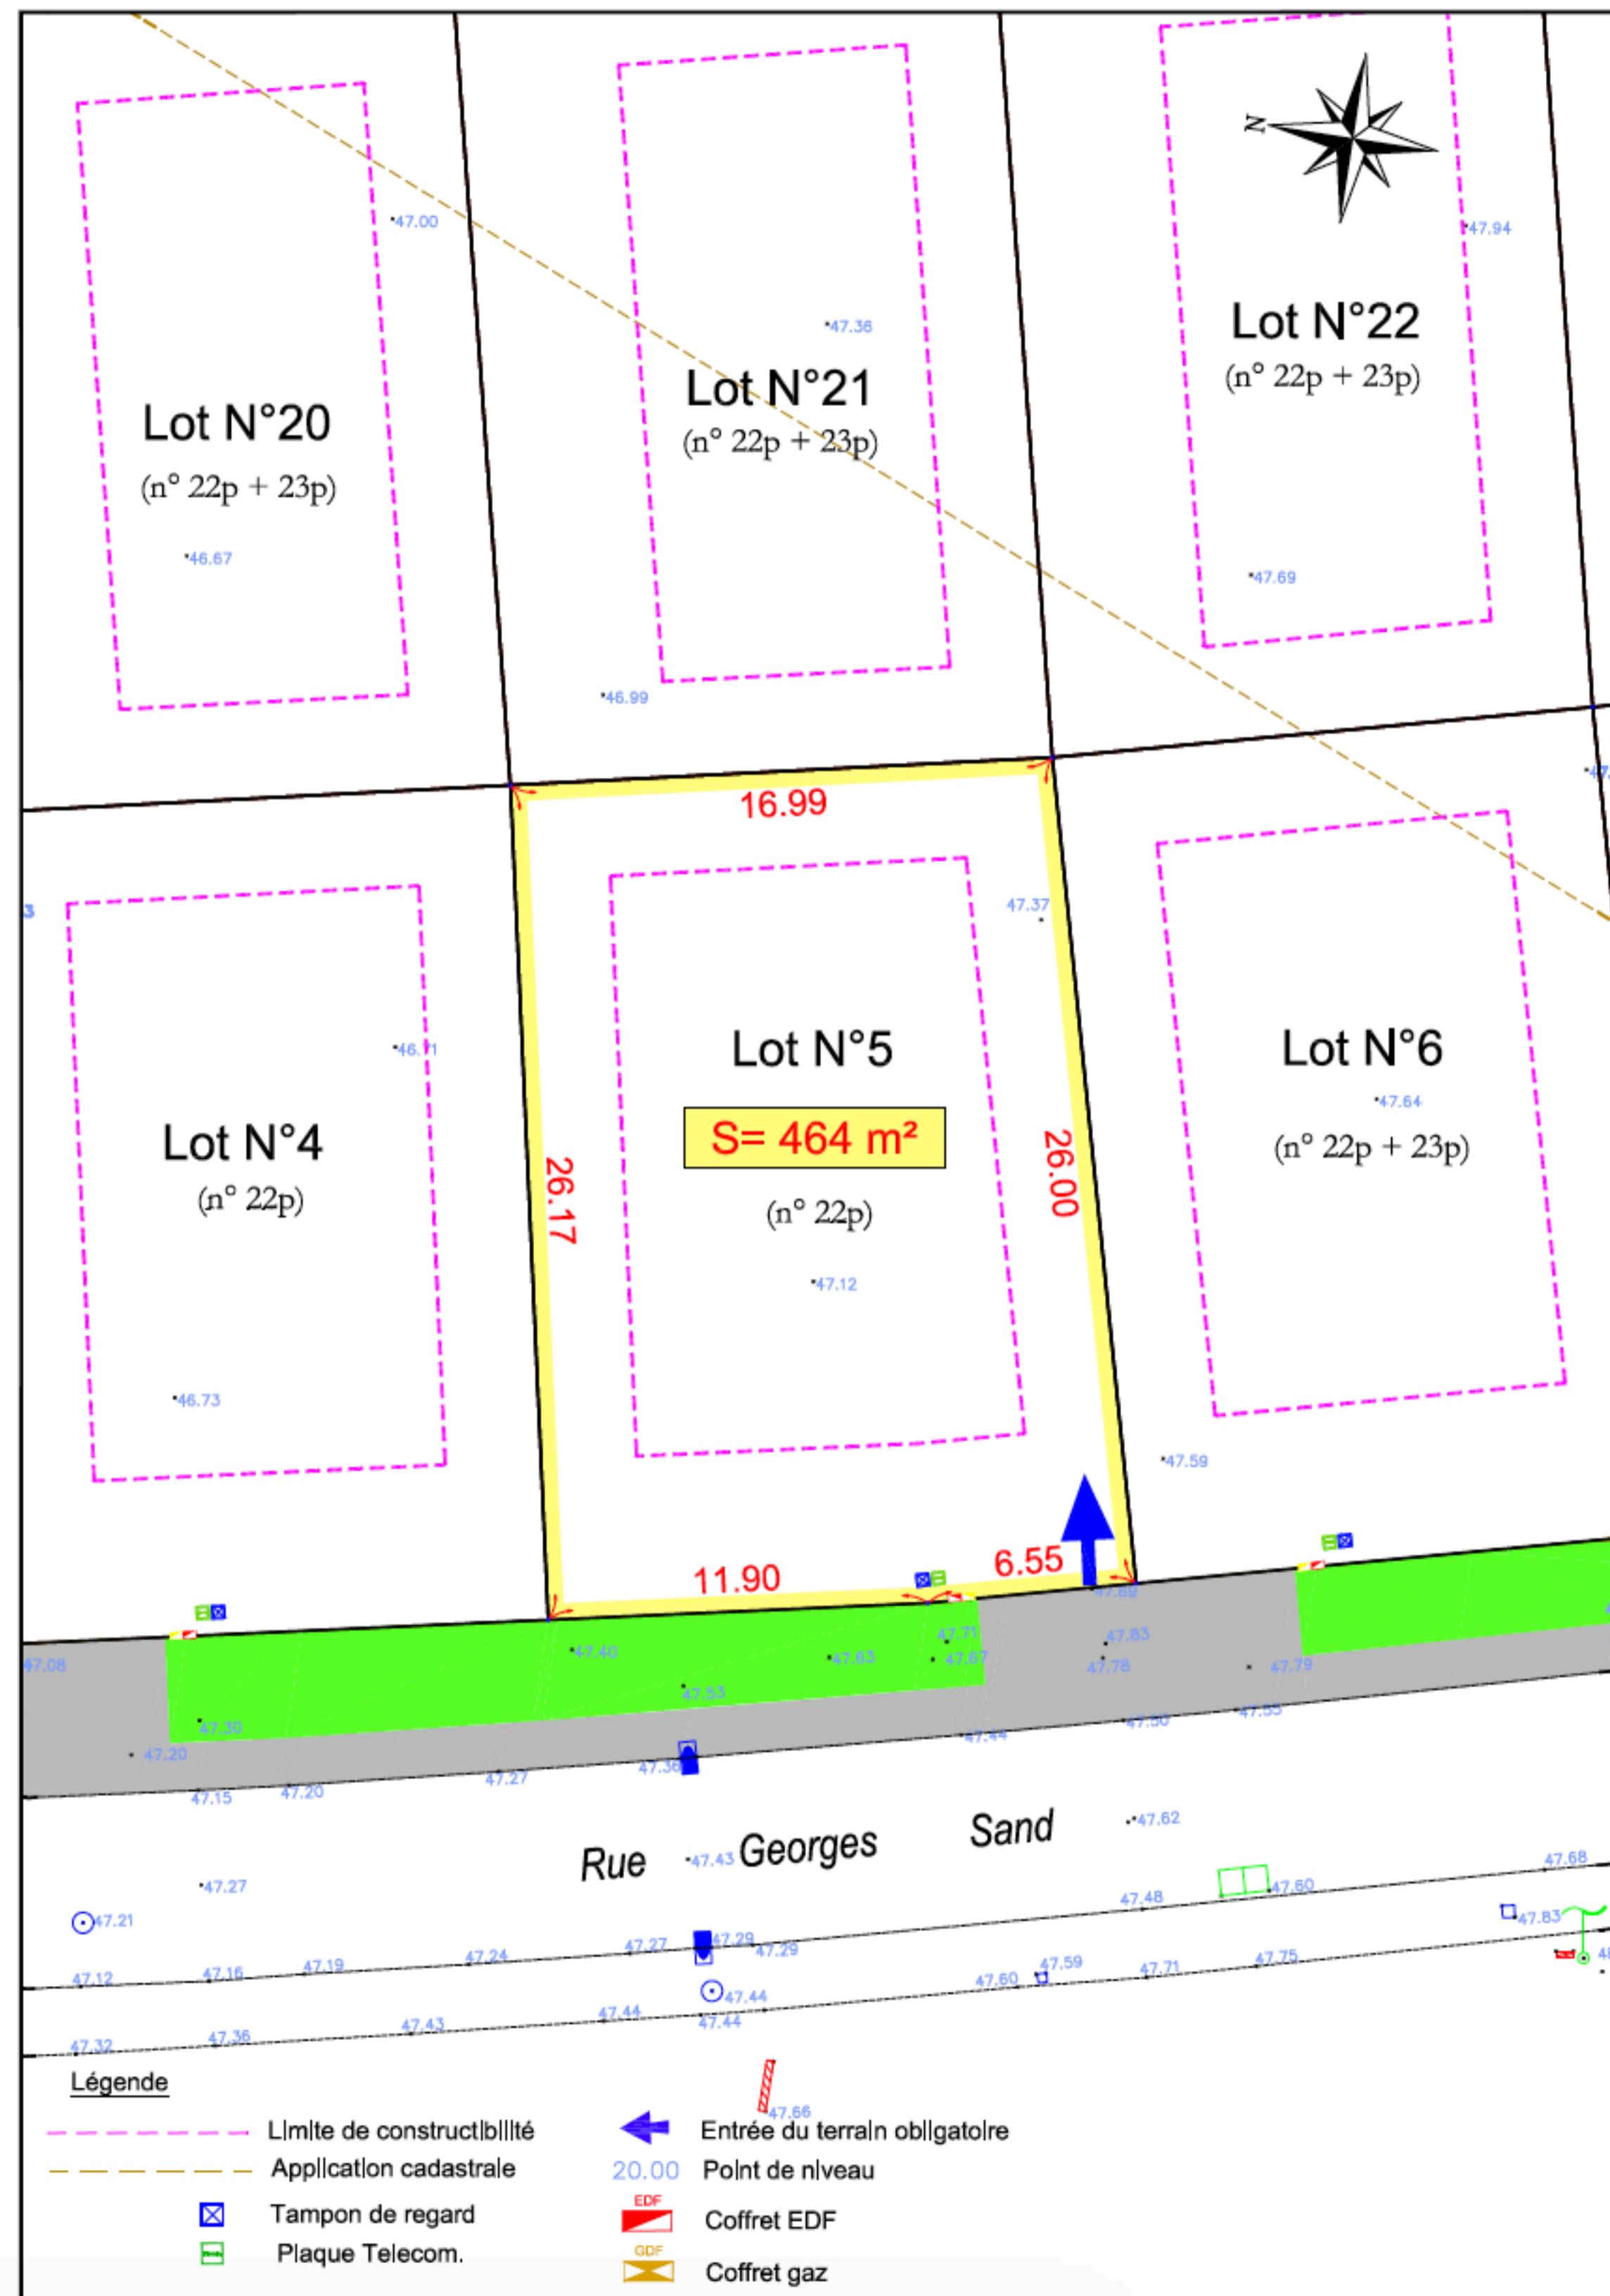 N
47.00
47.94
Lot N°22
47.36
(n° 22p + 23p)
Lot N°21
Lot N°20
(n° 22p + 23p)
(n° 22p + 23p)
46.67
47.69
46.99
16.99
47.37
3
Lot N°5
Lot N°6
46.71
47.64
S= 464 m²
Lot N°4
(n° 22p + 23p)
26.17
26.00
(n° 22p)
(n° 22p)
47.12
46.73
47.59
11.90
6.55
47.69
47.08
47.40
47.63
47.71
47.67
47.83
47.78
47.79
47.53
47.30
47.20
47.15
47.20
47.27
47.36
47.44
47.50
47.55
Rue Georges Sand
47.43
47.62
47.27
47.21
47.68
47.60
47.48
47.83
47.12
47.16
47.19
47.24
47.27
47.29
47.29
47.60
47.59
47.71
47.75
47.44
47.32
47.36
47.43
47.44
47.44
47.66
Légende
Limite de constructibilité
Entrée du terrain obligatoire
Application cadastrale
20.00 Point de niveau
Tampon de regard
EDF
Coffret EDF
Plaque Telecom.
GDF
Coffret gaz